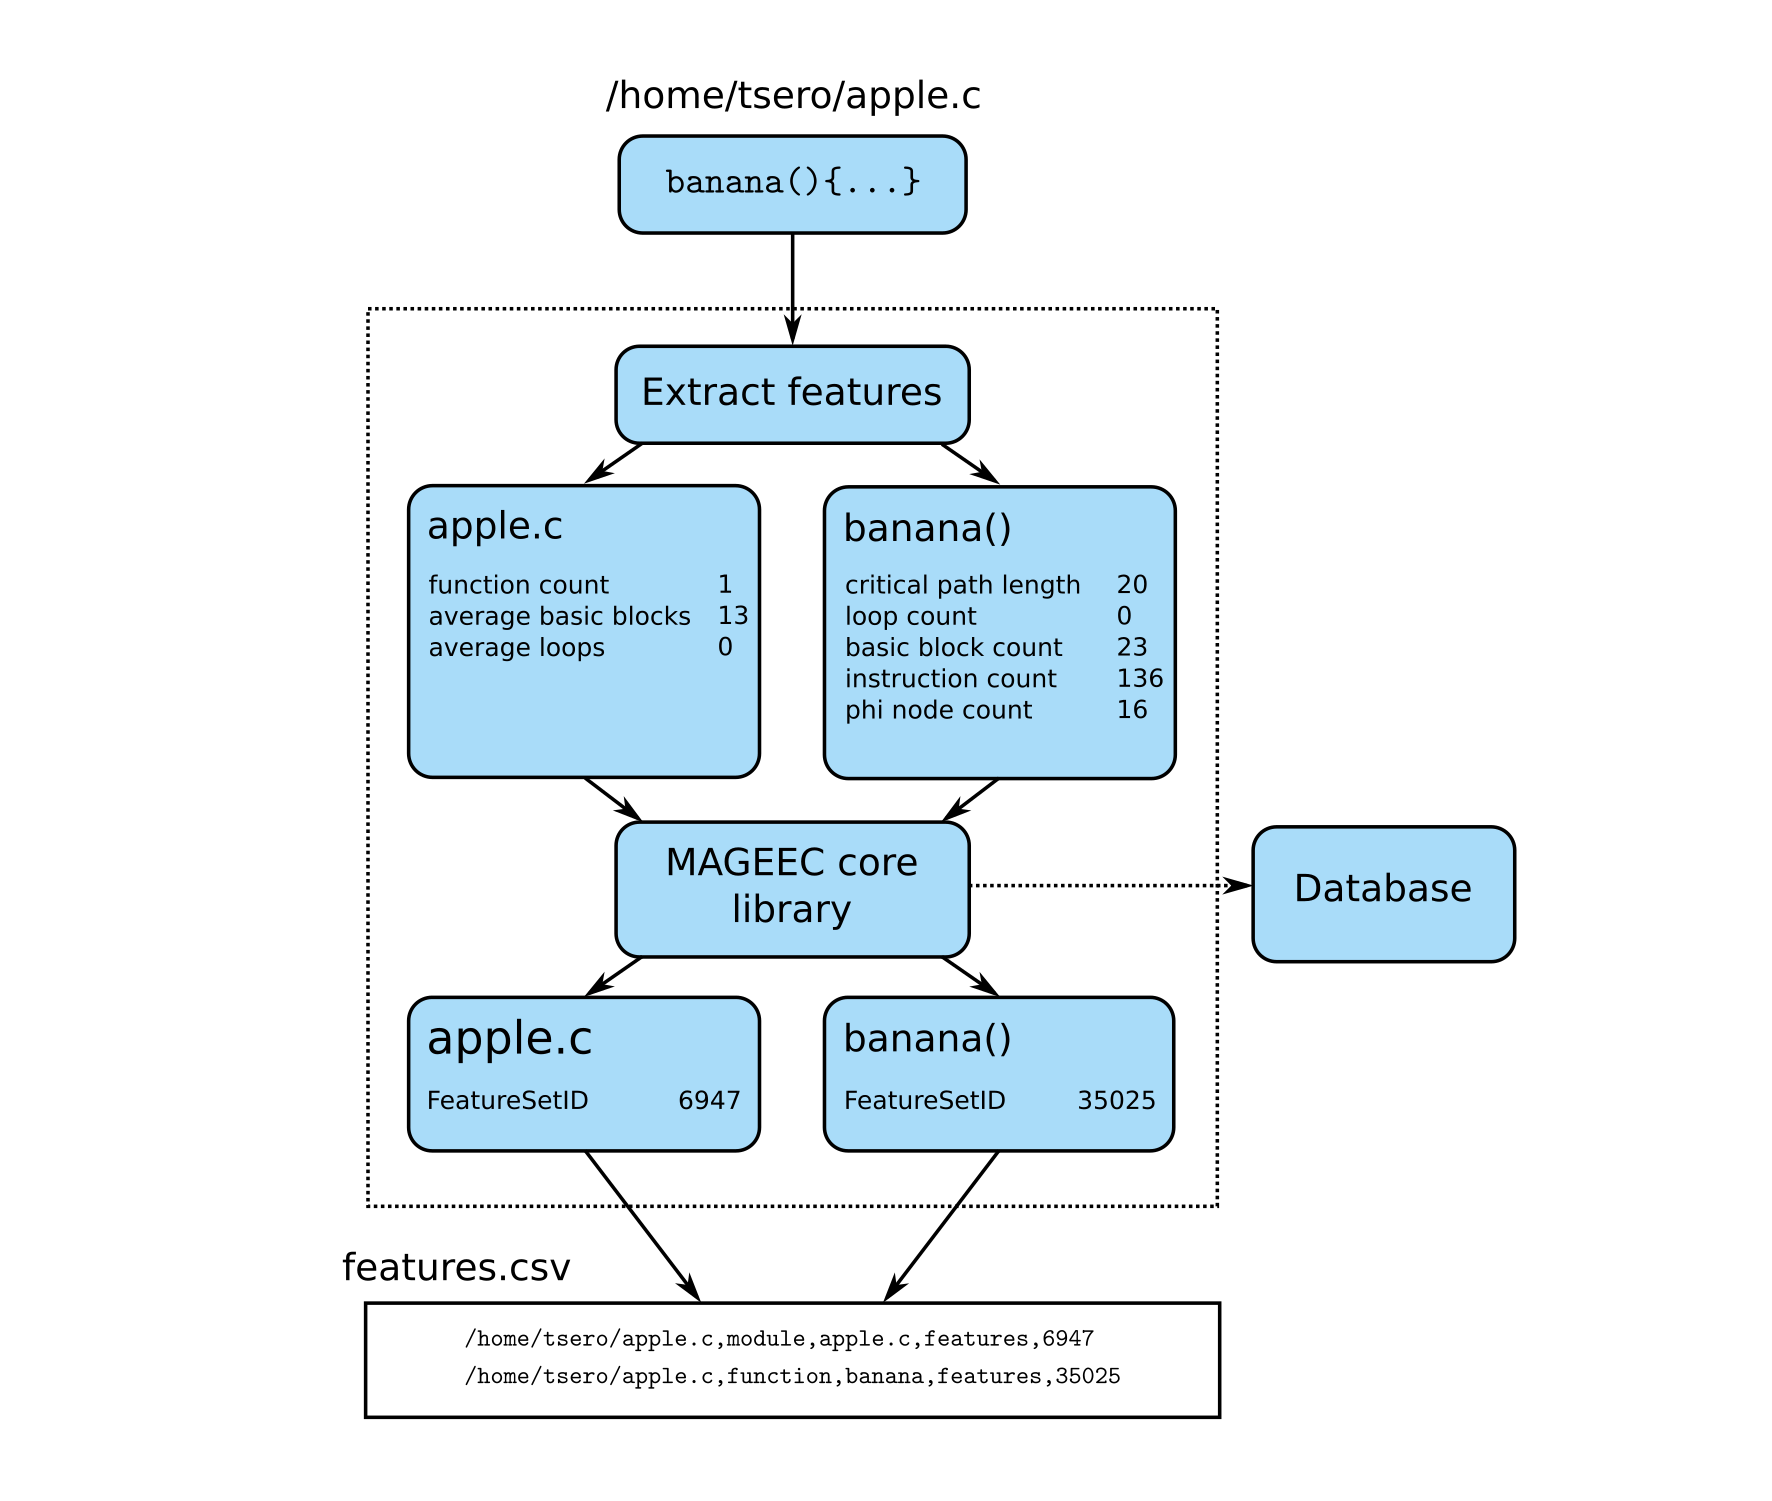 /home/tsero/apple.c
banana(){...}
Extract features
apple.c
function count 1
average basic blocks 13
average loops 0
banana()
critical path length 20
loop count 0
basic block count 23
instruction count 136
phi node count 16
MAGEEC core
library
Database
apple.c
FeatureSetID 6947
banana()
FeatureSetID 35025
features.csv
/home/tsero/apple.c,module,apple.c,features,6947
/home/tsero/apple.c,function,banana,features,35025